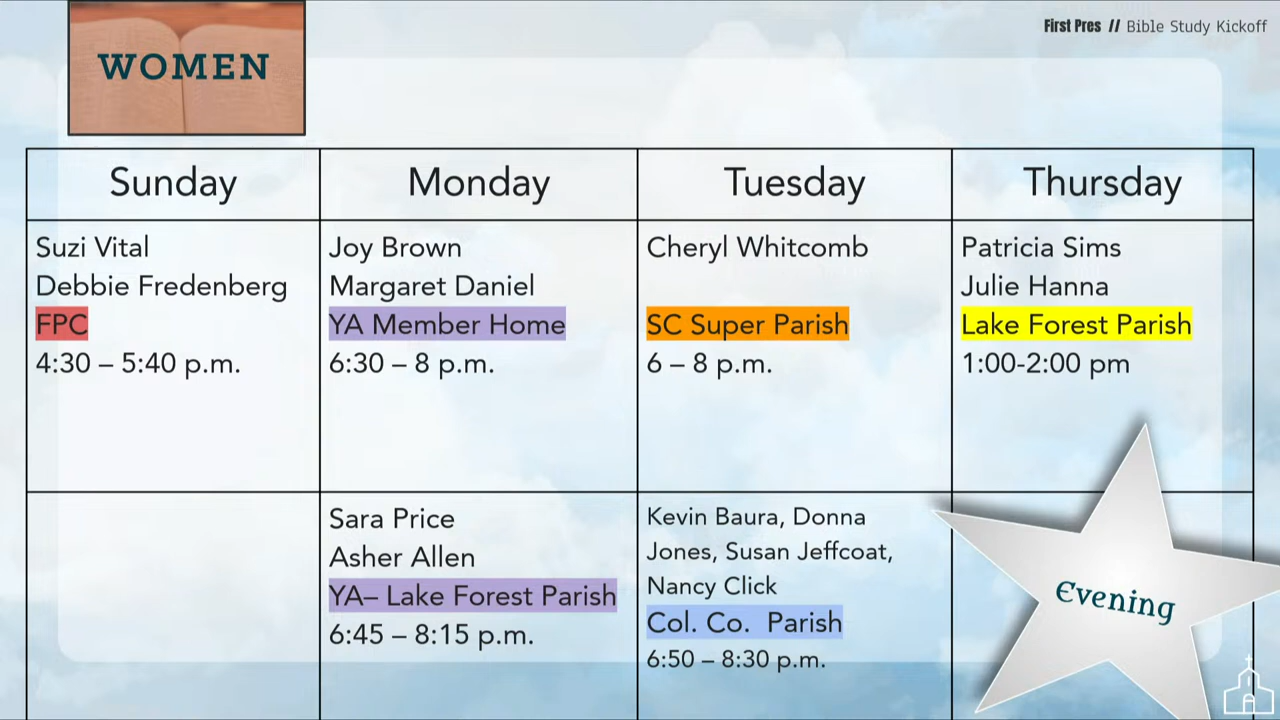 WOMEN
First Pres // Bible Study Kickoff
Sunday
Monday
Tuesday
Thursday
Suzi Vital
Debbie Fredenberg
FPC
4:30 – 5:40 p.m.
Joy Brown
Margaret Daniel
YA Member Home
6:30 – 8 p.m.
Cheryl Whitcomb
SC Super Parish
6 – 8 p.m.
Patricia Sims
Julie Hanna
Lake Forest Parish
1:00-2:00 pm
Sara Price
Asher Allen
YA– Lake Forest Parish
6:45 – 8:15 p.m.
Kevin Baura, Donna
Jones, Susan Jeffcoat,
Nancy Click
Col. Co.  Parish
6:50 – 8:30 p.m.
Evening